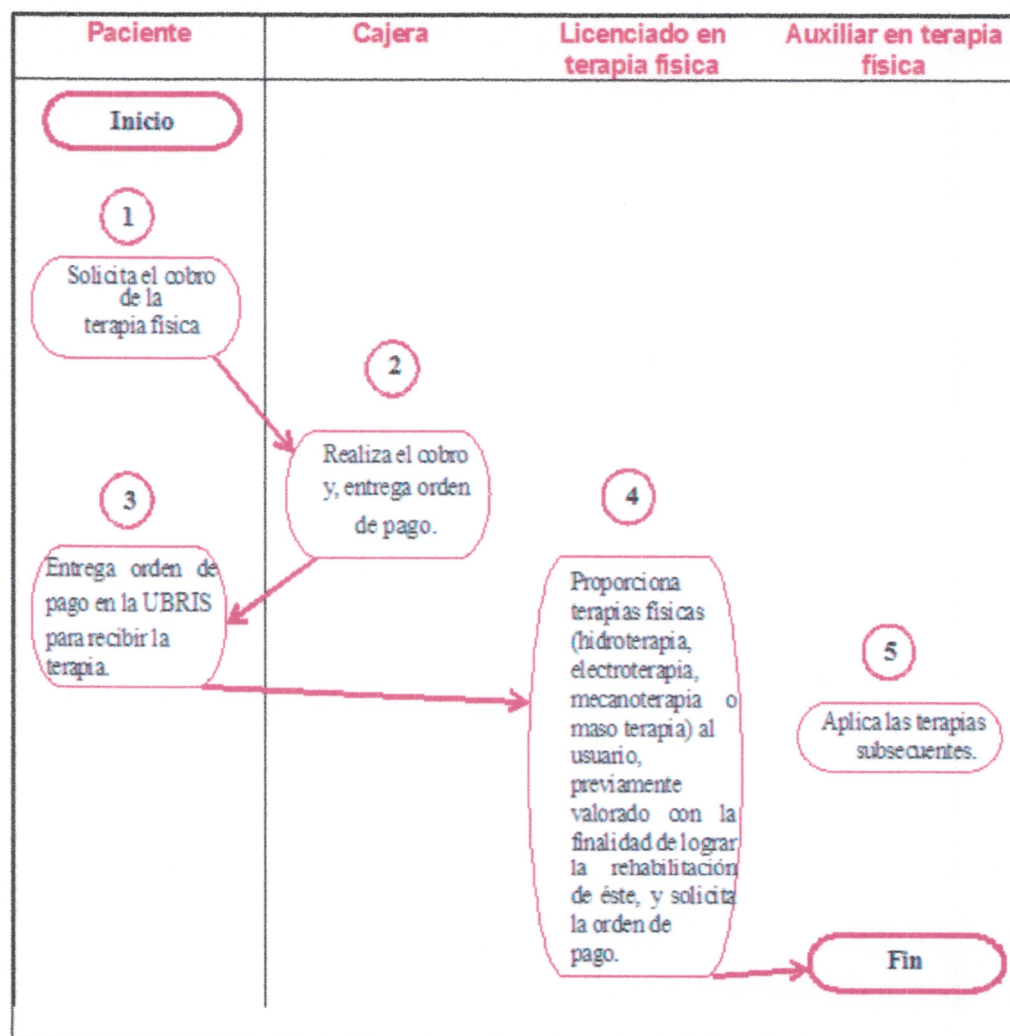 Paciente
Cajera
Licenciado en
terapia física
Auxiliar en terapia
física
Inicio
1
Solicita el cobro
de la
terapia física
2
Realiza el cobro
y, entrega orden
de pago.
3
Entrega orden de
pago en la UBRIS
para recibir la
terapia.
4
Proporciona
terapias físicas
(hidroterapia,
electroterapia,
mecanoterapia o
maso terapia) al
usuario,
previamente
valorado con la
finalidad de lograr
la rehabilitación
de éste, y solicita
la orden de
pago.
5
Aplica las terapias
subsecuentes.
Fin